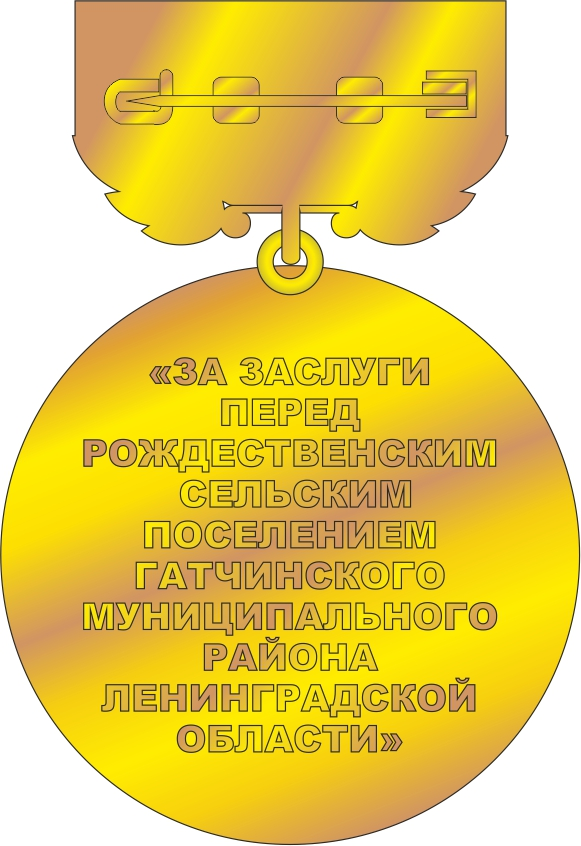 «ЗА ЗАСЛУГИ
ПЕРЕД
РОЖДЕСТВЕНСКИМ
СЕЛЬСКИМ
ПОСЕЛЕНИЕМ
ГАТЧИНСКОГО
МУНИЦИПАЛЬНОГО
РАЙОНА
ЛЕНИНГРАДСКОЙ
ОБЛАСТИ»